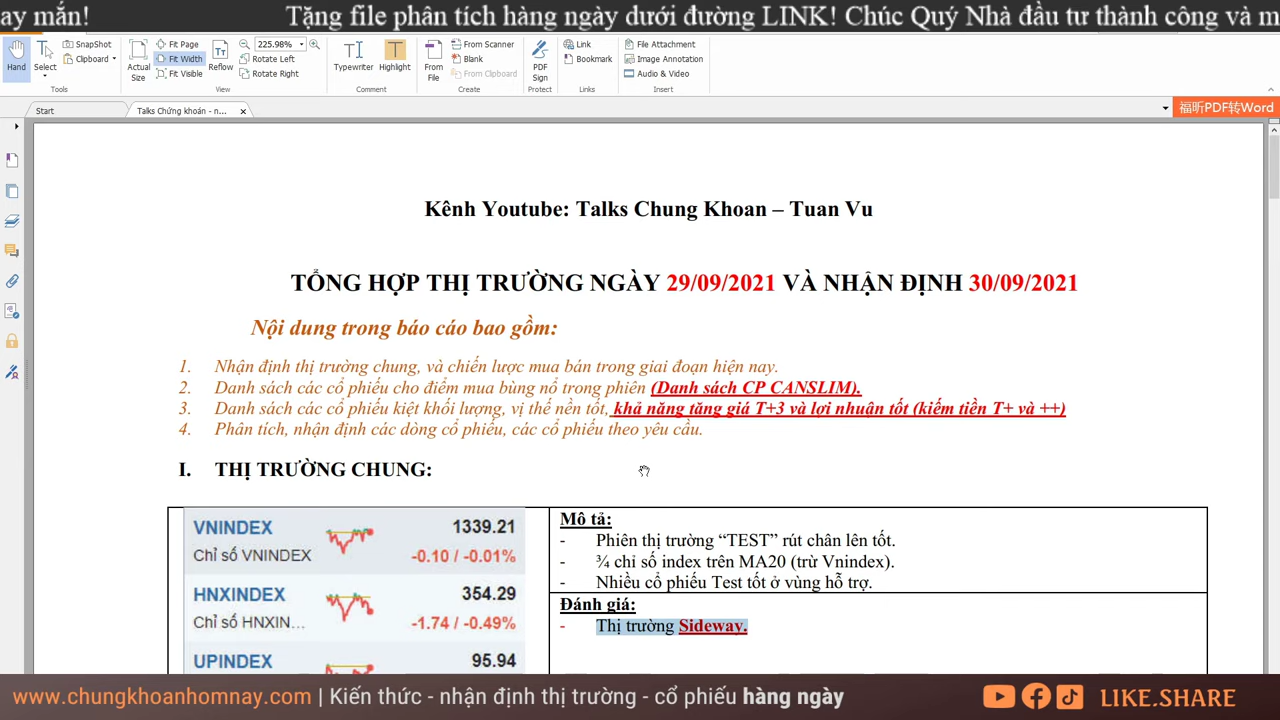 ay mắn!
Tặng file phân tích hàng ngày dưới đường LINK! Chúc Quý Nhà đầu tư thành công và m
Hand
Select
SnapShot
Clipboard
Tools
Actual Size
Fit Page
Fit Width
Fit Visible
Reflow
225.98%
Rotate Left
Rotate Right
View
Typewriter
Highlight
Comment
From File
From Scanner
Blank
From Clipboard
Create
PDF Sign
Protect
Link
Bookmark
Links
File Attachment
Image Annotation
Audio & Video
Insert
Start
Talks Chứng khoán - n...
福昕PDF转Word
Kênh Youtube: Talks Chung Khoan – Tuan Vu
TỔNG HỢP THỊ TRƯỜNG NGÀY 29/09/2021 VÀ NHẬN ĐỊNH 30/09/2021
Nội dung trong báo cáo bao gồm:
1. Nhận định thị trường chung, và chiến lược mua bán trong giai đoạn hiện nay.
2. Danh sách các cổ phiếu cho điểm mua bùng nổ trong phiên (Danh sách CP CANSLIM).
3. Danh sách các cổ phiếu kiệt khối lượng, vị thế nền tốt, khả năng tăng giá T+3 và lợi nhuận tốt (kiếm tiền T+ và ++)
4. Phân tích, nhận định các dòng cổ phiếu, các cổ phiếu theo yêu cầu.
I. THỊ TRƯỜNG CHUNG:
VNINDEX 1339.21
Chỉ số VNINDEX -0.10 / -0.01%
HNXINDEX 354.29
Chỉ số HNXIN... -1.74 / -0.49%
UPINDEX 95.94
Mô tả:
- Phiên thị trường “TEST” rút chân lên tốt.
- ¾ chỉ số index trên MA20 (trừ Vnindex).
- Nhiều cổ phiếu Test tốt ở vùng hỗ trợ.
Đánh giá:
- Thị trường Sideway.
www.chungkhoanhomnay.com | Kiến thức - nhận định thị trường - cổ phiếu hàng ngày
LIKE.SHARE